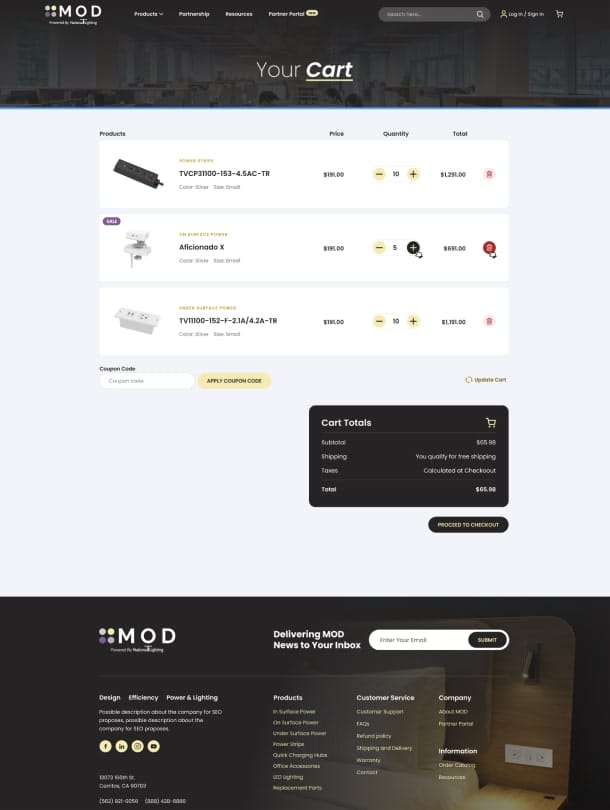 MOD
Powered By National Lighting
Products
Partnership
Resources
Partner Portal NEW
Search here...
Log In / Sign In
Your Cart
Products Price Quantity Total
POWER STRIPS
TVCP31100-153-4.5AC-TR
Color: Silver Size: Small
$191.00
10
$1,291.00
SALE
ON SURFACE POWER
Aficionado X
Color: Silver Size: Small
$191.00
5
$691.00
UNDER SURFACE POWER
TV11100-152-F-2.1A/4.2A-TR
Color: Silver Size: Small
$191.00
10
$1,191.00
Coupon Code
Coupon code
APPLY COUPON CODE
Update Cart
Cart Totals
Subtotal $65.98
Shipping You qualify for free shipping
Taxes Calculated at Checkoout
Total $65.98
PROCEED TO CHECKOUT
MOD
Powered By National Lighting
Delivering MOD
News to Your Inbox
Enter Your Email
SUBMIT
Design Efficiency Power & Lighting
Possible description about the company for SEO
proposes, possible description about the
company for SEO proposes.
13073 166th St.
Cerritos, CA 90703
(562) 921-0056 (888) 428-6886
Products
In Surface Power
On Surface Power
Under Surface Power
Power Strips
Quick Charging Hubs
Office Accessories
LED Lighting
Replacement Parts
Customer Service
Customer Support
FAQs
Refund policy
Shipping and Delivery
Warranty
Contact
Company
About MOD
Partner Portal
Information
Order Catalog
Resources